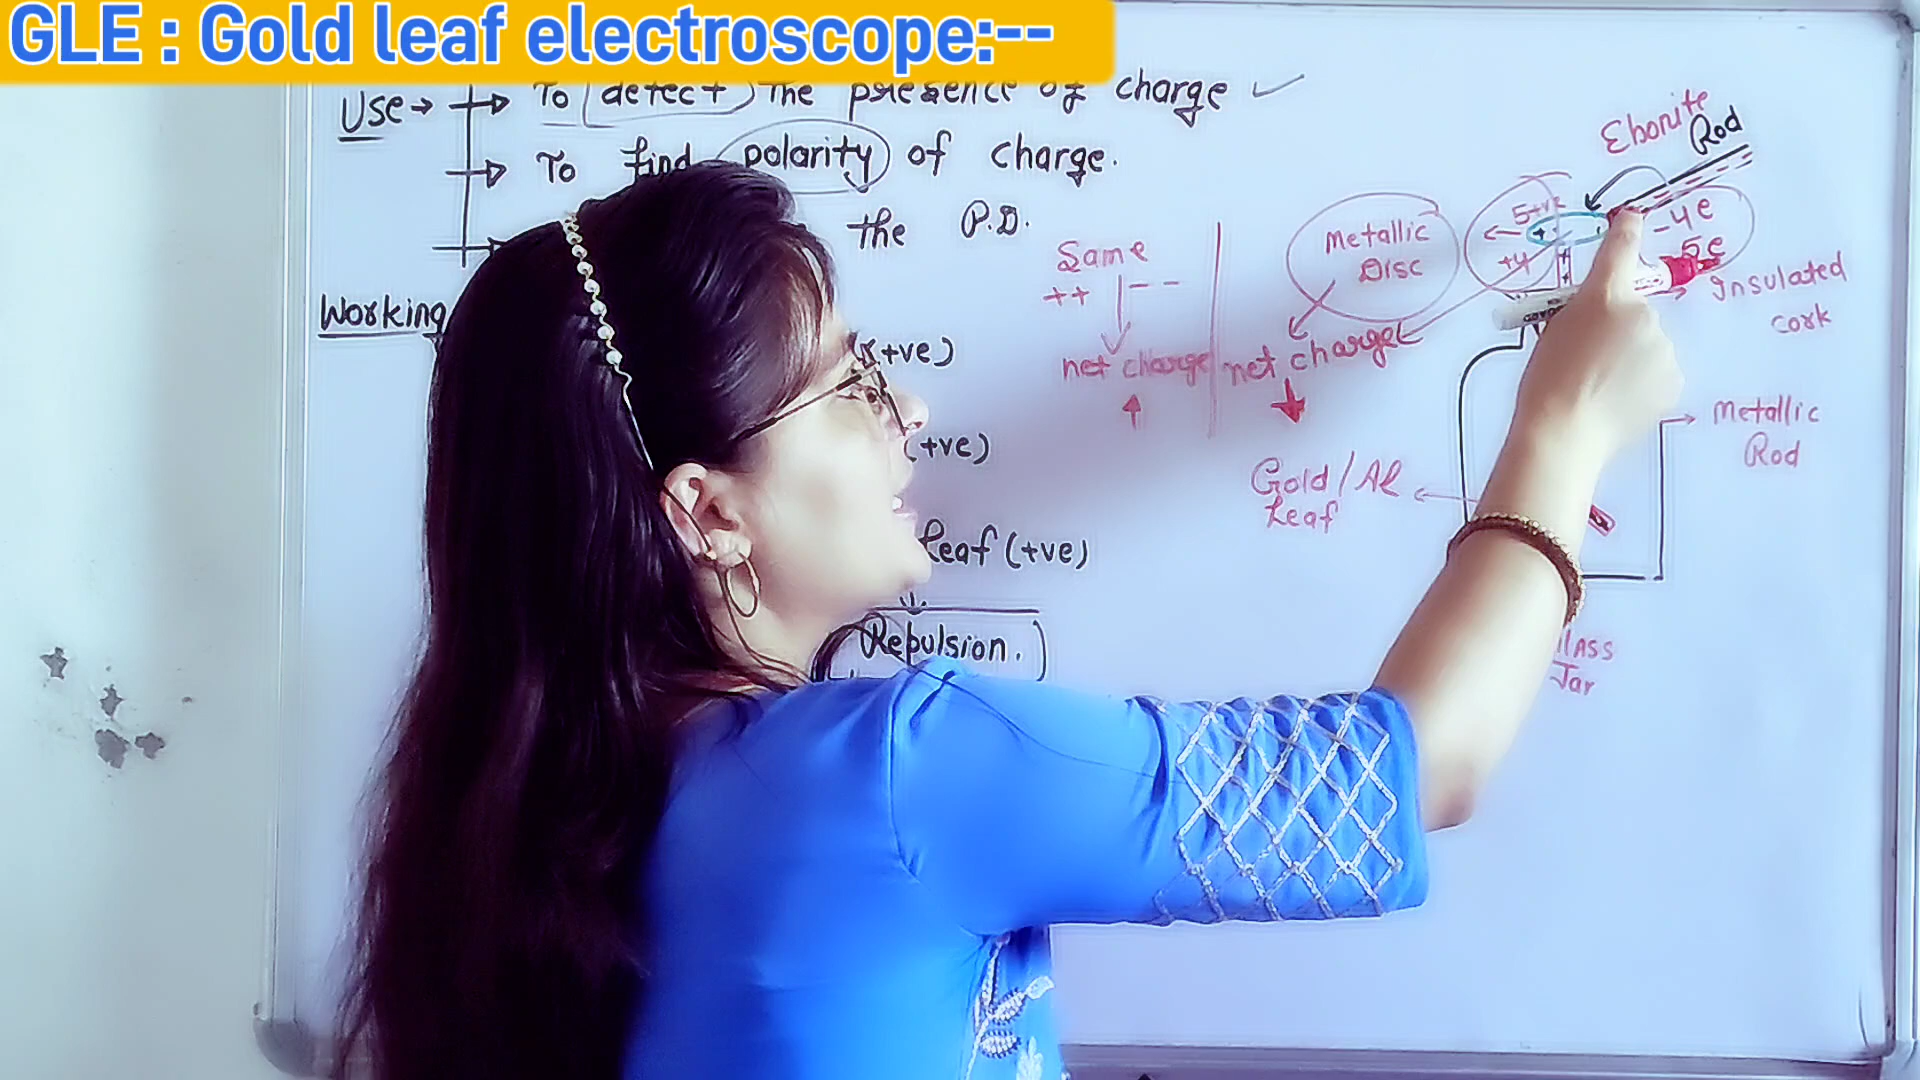 GLE : Gold leaf electroscope:--
Use → To detect the presence of charge
To find polarity of charge.
the P.D.
Working
(+ve)
(+ve)
Leaf (+ve)
Repulsion.
Same
++ --
net charge
Metallic
Disc
net charge
Gold/Al
Leaf
Ebonite
Rod
5+ve
+4
-4e
5e
Insulated
cork
Metallic
Rod
Jar